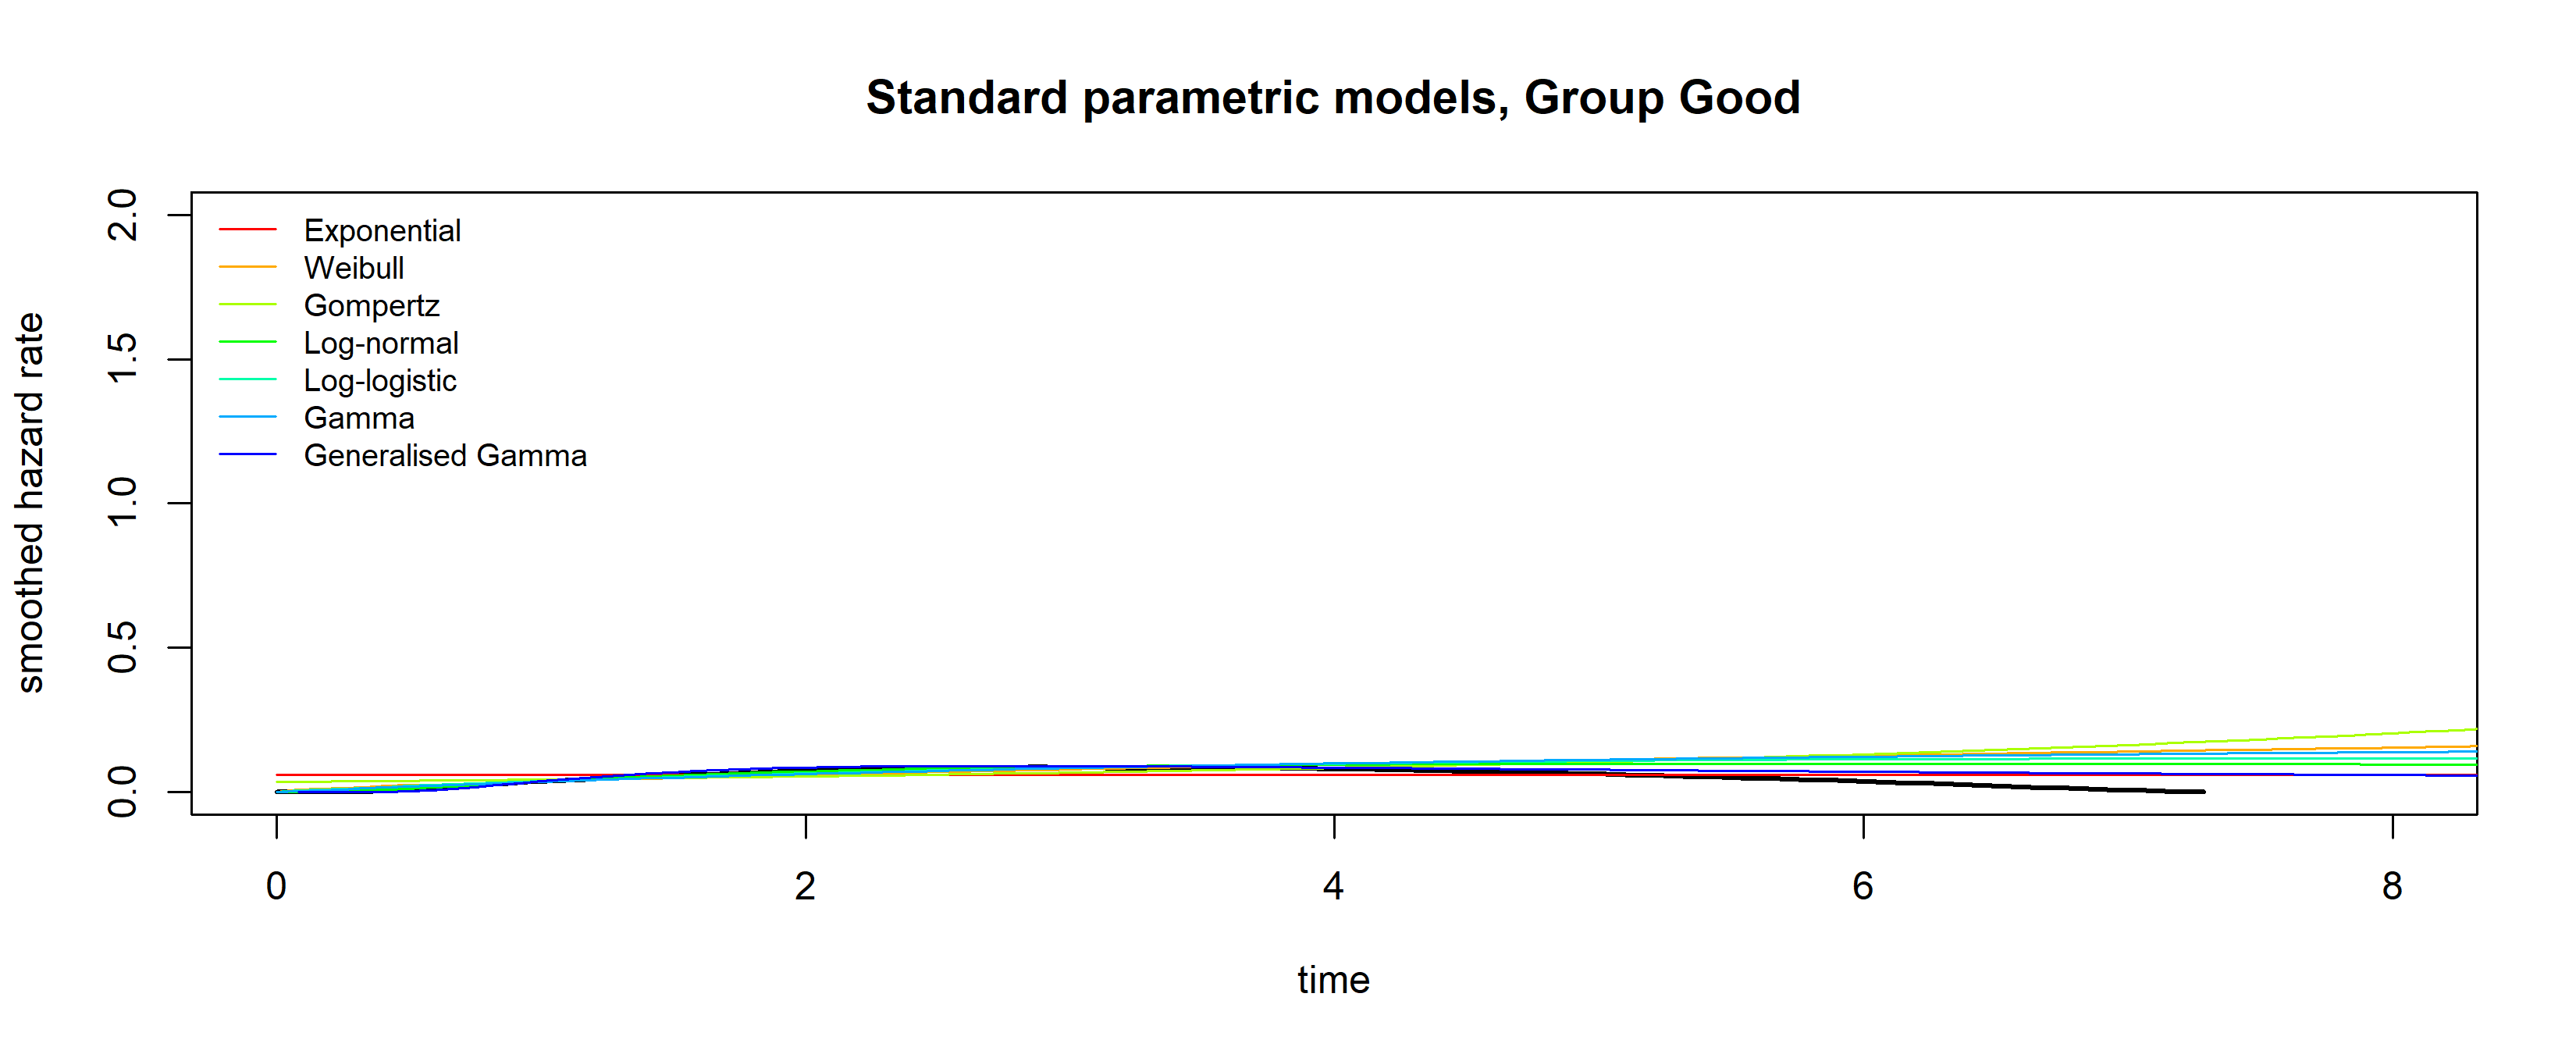 Standard parametric models, Group Good
smoothed hazard rate
2.0
1.5
1.0
0.5
0.0
Exponential
Weibull
Gompertz
Log-normal
Log-logistic
Gamma
Generalised Gamma
0 2 4 6 8
time